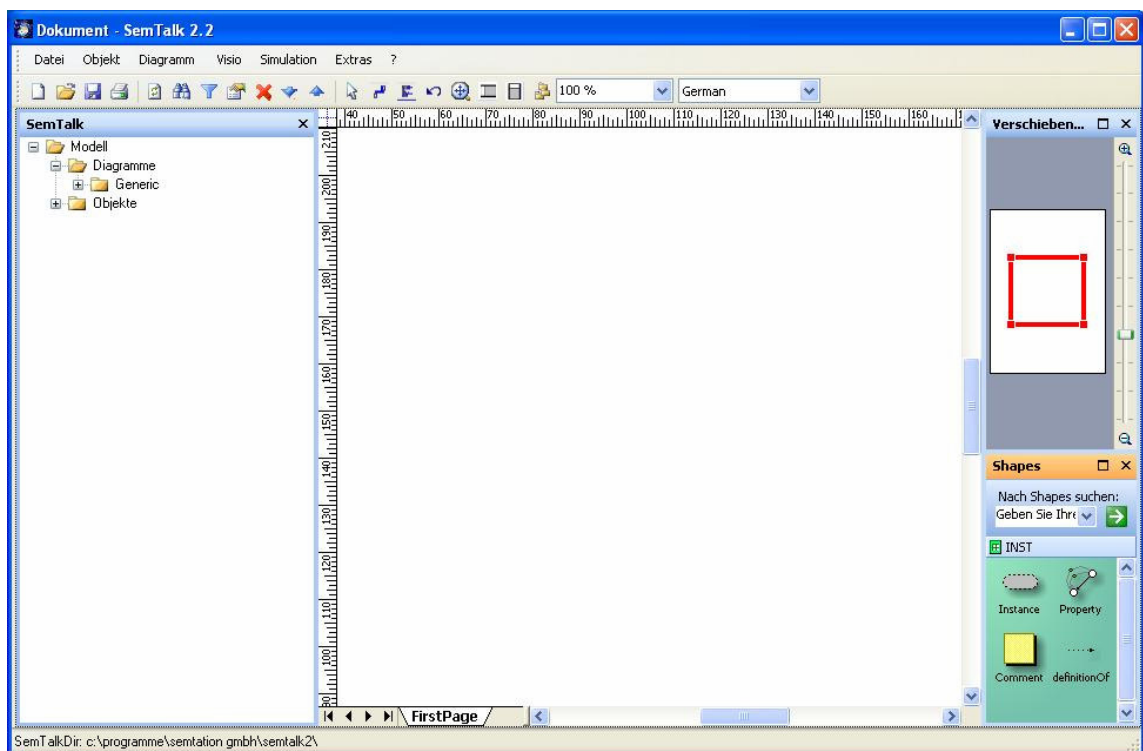 Dokument - SemTalk 2.2
Datei Objekt Diagramm Visio Simulation Extras ?
100 % German
SemTalk
Modell
Diagramme
Generic
Objekte
40 50 60 70 80 90 100 110 120 130 140 150 160
210
200
190
180
170
160
150
140
130
120
110
100
Verschieben...
Shapes
Nach Shapes suchen:
Geben Sie Ihre
INST
Instance Property
Comment definitionOf
FirstPage
SemTalkDir: c:\programme\semtation gmbh\semtalk2\